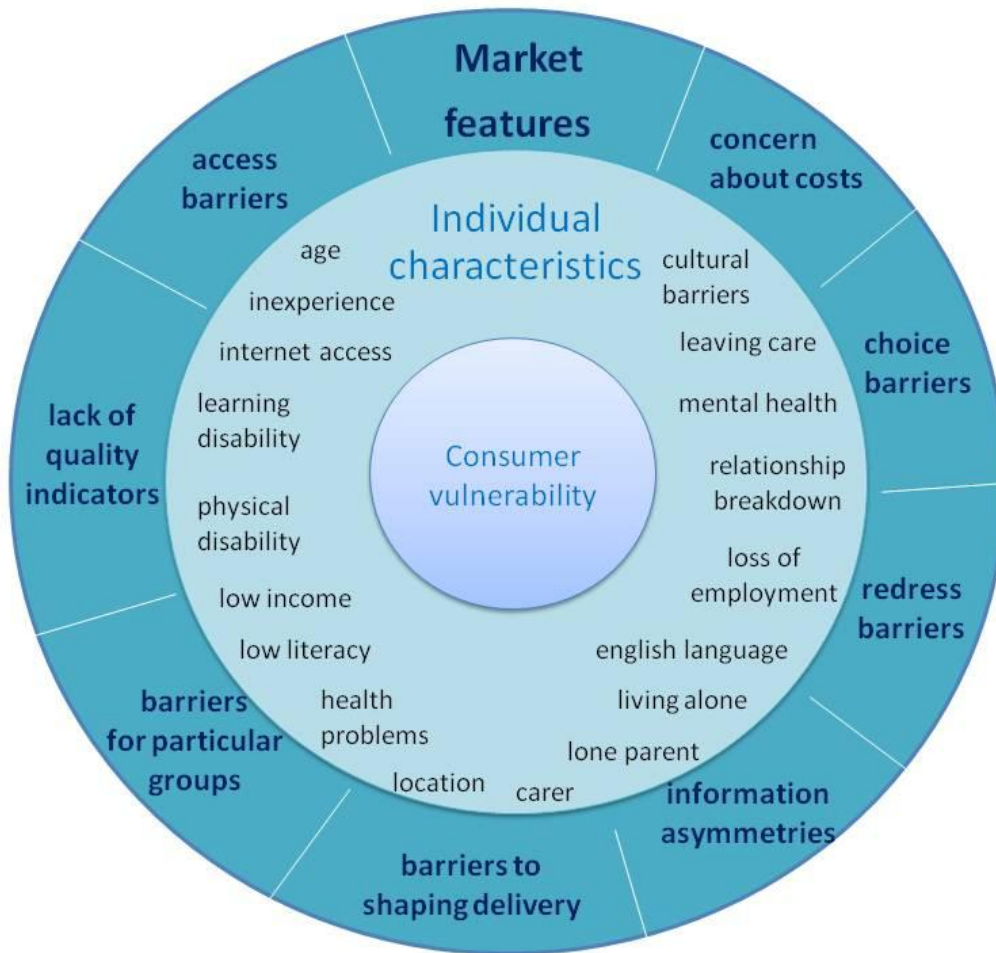 Market
features
concern
about costs
choice
barriers
redress
barriers
information
asymmetries
barriers to
shaping delivery
barriers
for particular
groups
lack of
quality
indicators
access
barriers
Individual
characteristics
cultural
barriers
leaving care
mental health
relationship
breakdown
loss of
employment
english language
living alone
lone parent
carer
location
health
problems
low literacy
low income
physical
disability
learning
disability
internet access
inexperience
age
Consumer
vulnerability